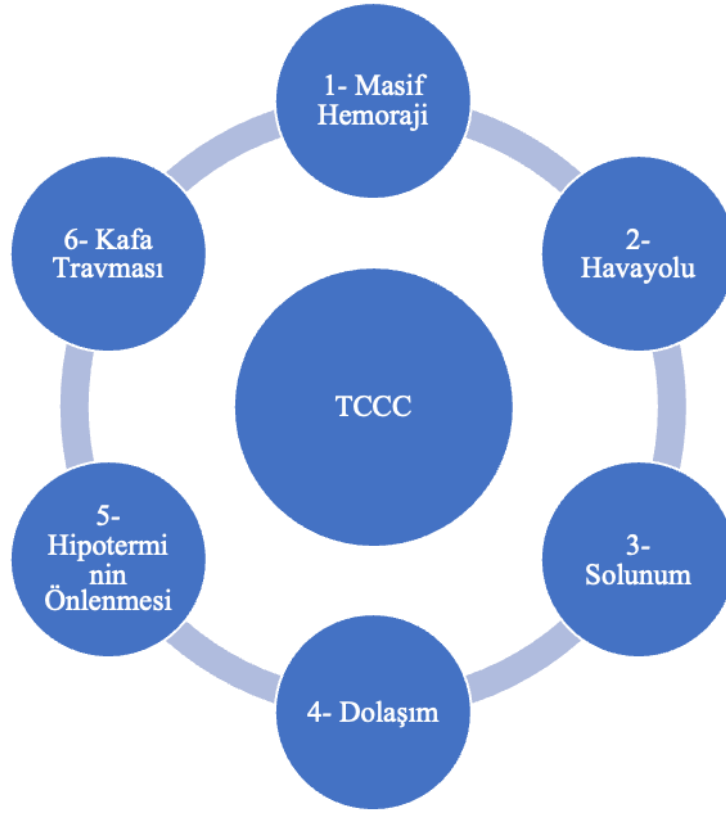 1- Masif
Hemoraji
2-
Havayolu
3-
Solunum
4- Dolaşım
5-
Hipotermi
nin
Önlenmesi
6- Kafa
Travması
TCCC